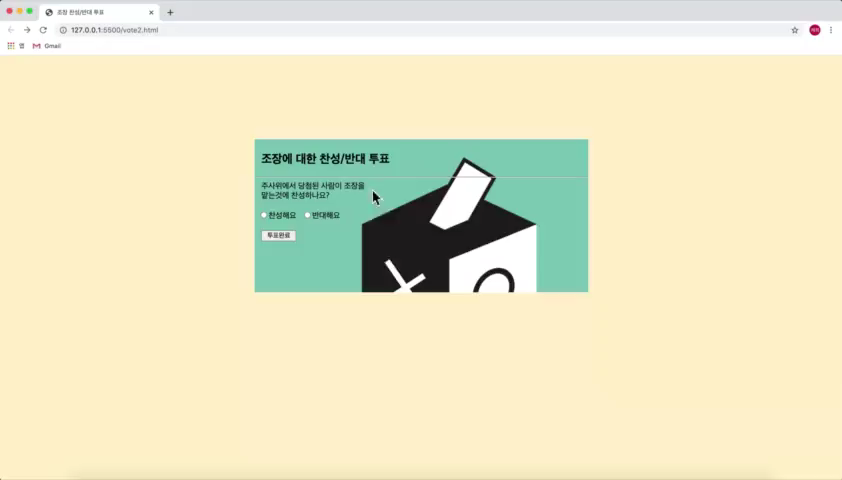 조장 찬성/반대 투표
127.0.0.1:5500/vote2.html
앱 Gmail
조장에 대한 찬성/반대 투표
주사위에서 당첨된 사람이 조장을
맡는것에 찬성하나요?
찬성해요 반대해요
투표완료